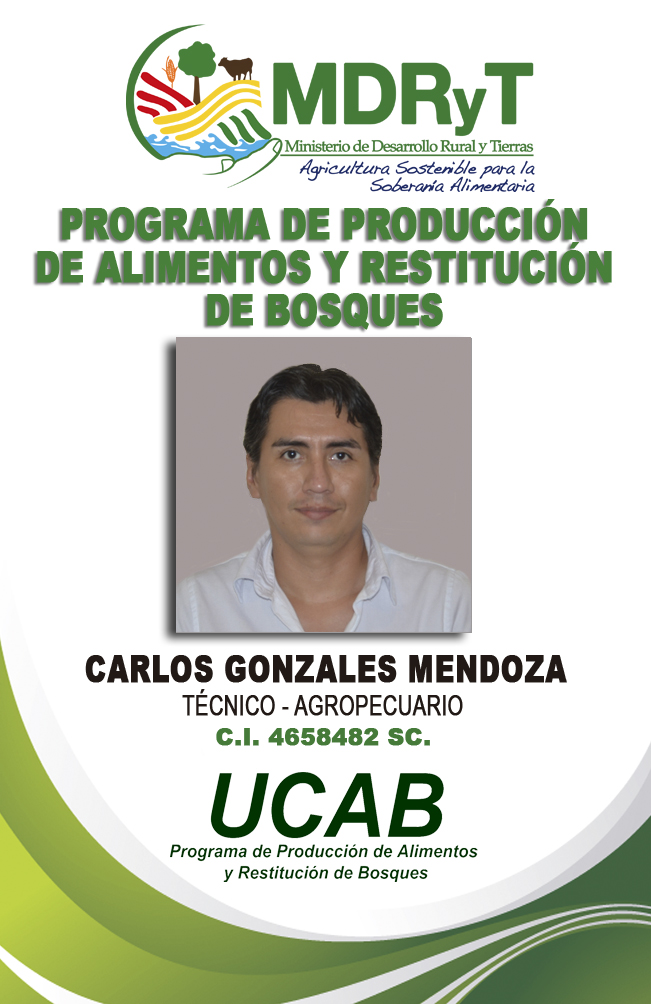 MDRyT
Ministerio de Desarrollo Rural y Tierras
Agricultura Sostenible para la
Soberanía Alimentaria
PROGRAMA DE PRODUCCIÓN
DE ALIMENTOS Y RESTITUCIÓN
DE BOSQUES
CARLOS GONZALES MENDOZA
TÉCNICO - AGROPECUARIO
C.I. 4658482 SC.
UCAB
Programa de Producción de Alimentos
y Restitución de Bosques